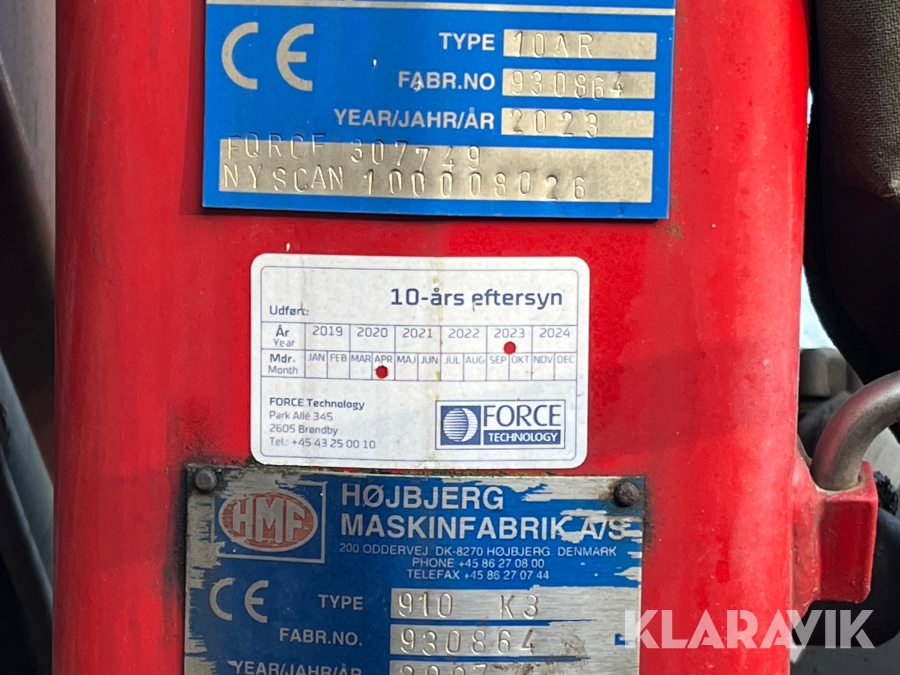 CE
TYPE 10AR
FABR.NO 930864
YEAR/JAHR/ÅR 2023
FORCE 307749
NYSCAN 100008026
10-års eftersyn
Udført:
År 2019 2020 2021 2022 2023 2024
Year
Mdr. JAN FEB MAR APR MAJ JUN JUL AUG SEP OKT NOV DEC
Month
FORCE Technology
Park Allé 345
2605 Brøndby
Tel.: +45 43 25 00 10
FORCE
TECHNOLOGY
HMF
HØJBJERG
MASKINFABRIK A/S
200 ODDERVEJ DK-8270 HØJBJERG DENMARK
PHONE +45 86 27 08 00
TELEFAX +45 86 27 07 44
CE
TYPE 910 K3
FABR.NO. 930864
YEAR/JAHR/ÅR
KLARAVIK